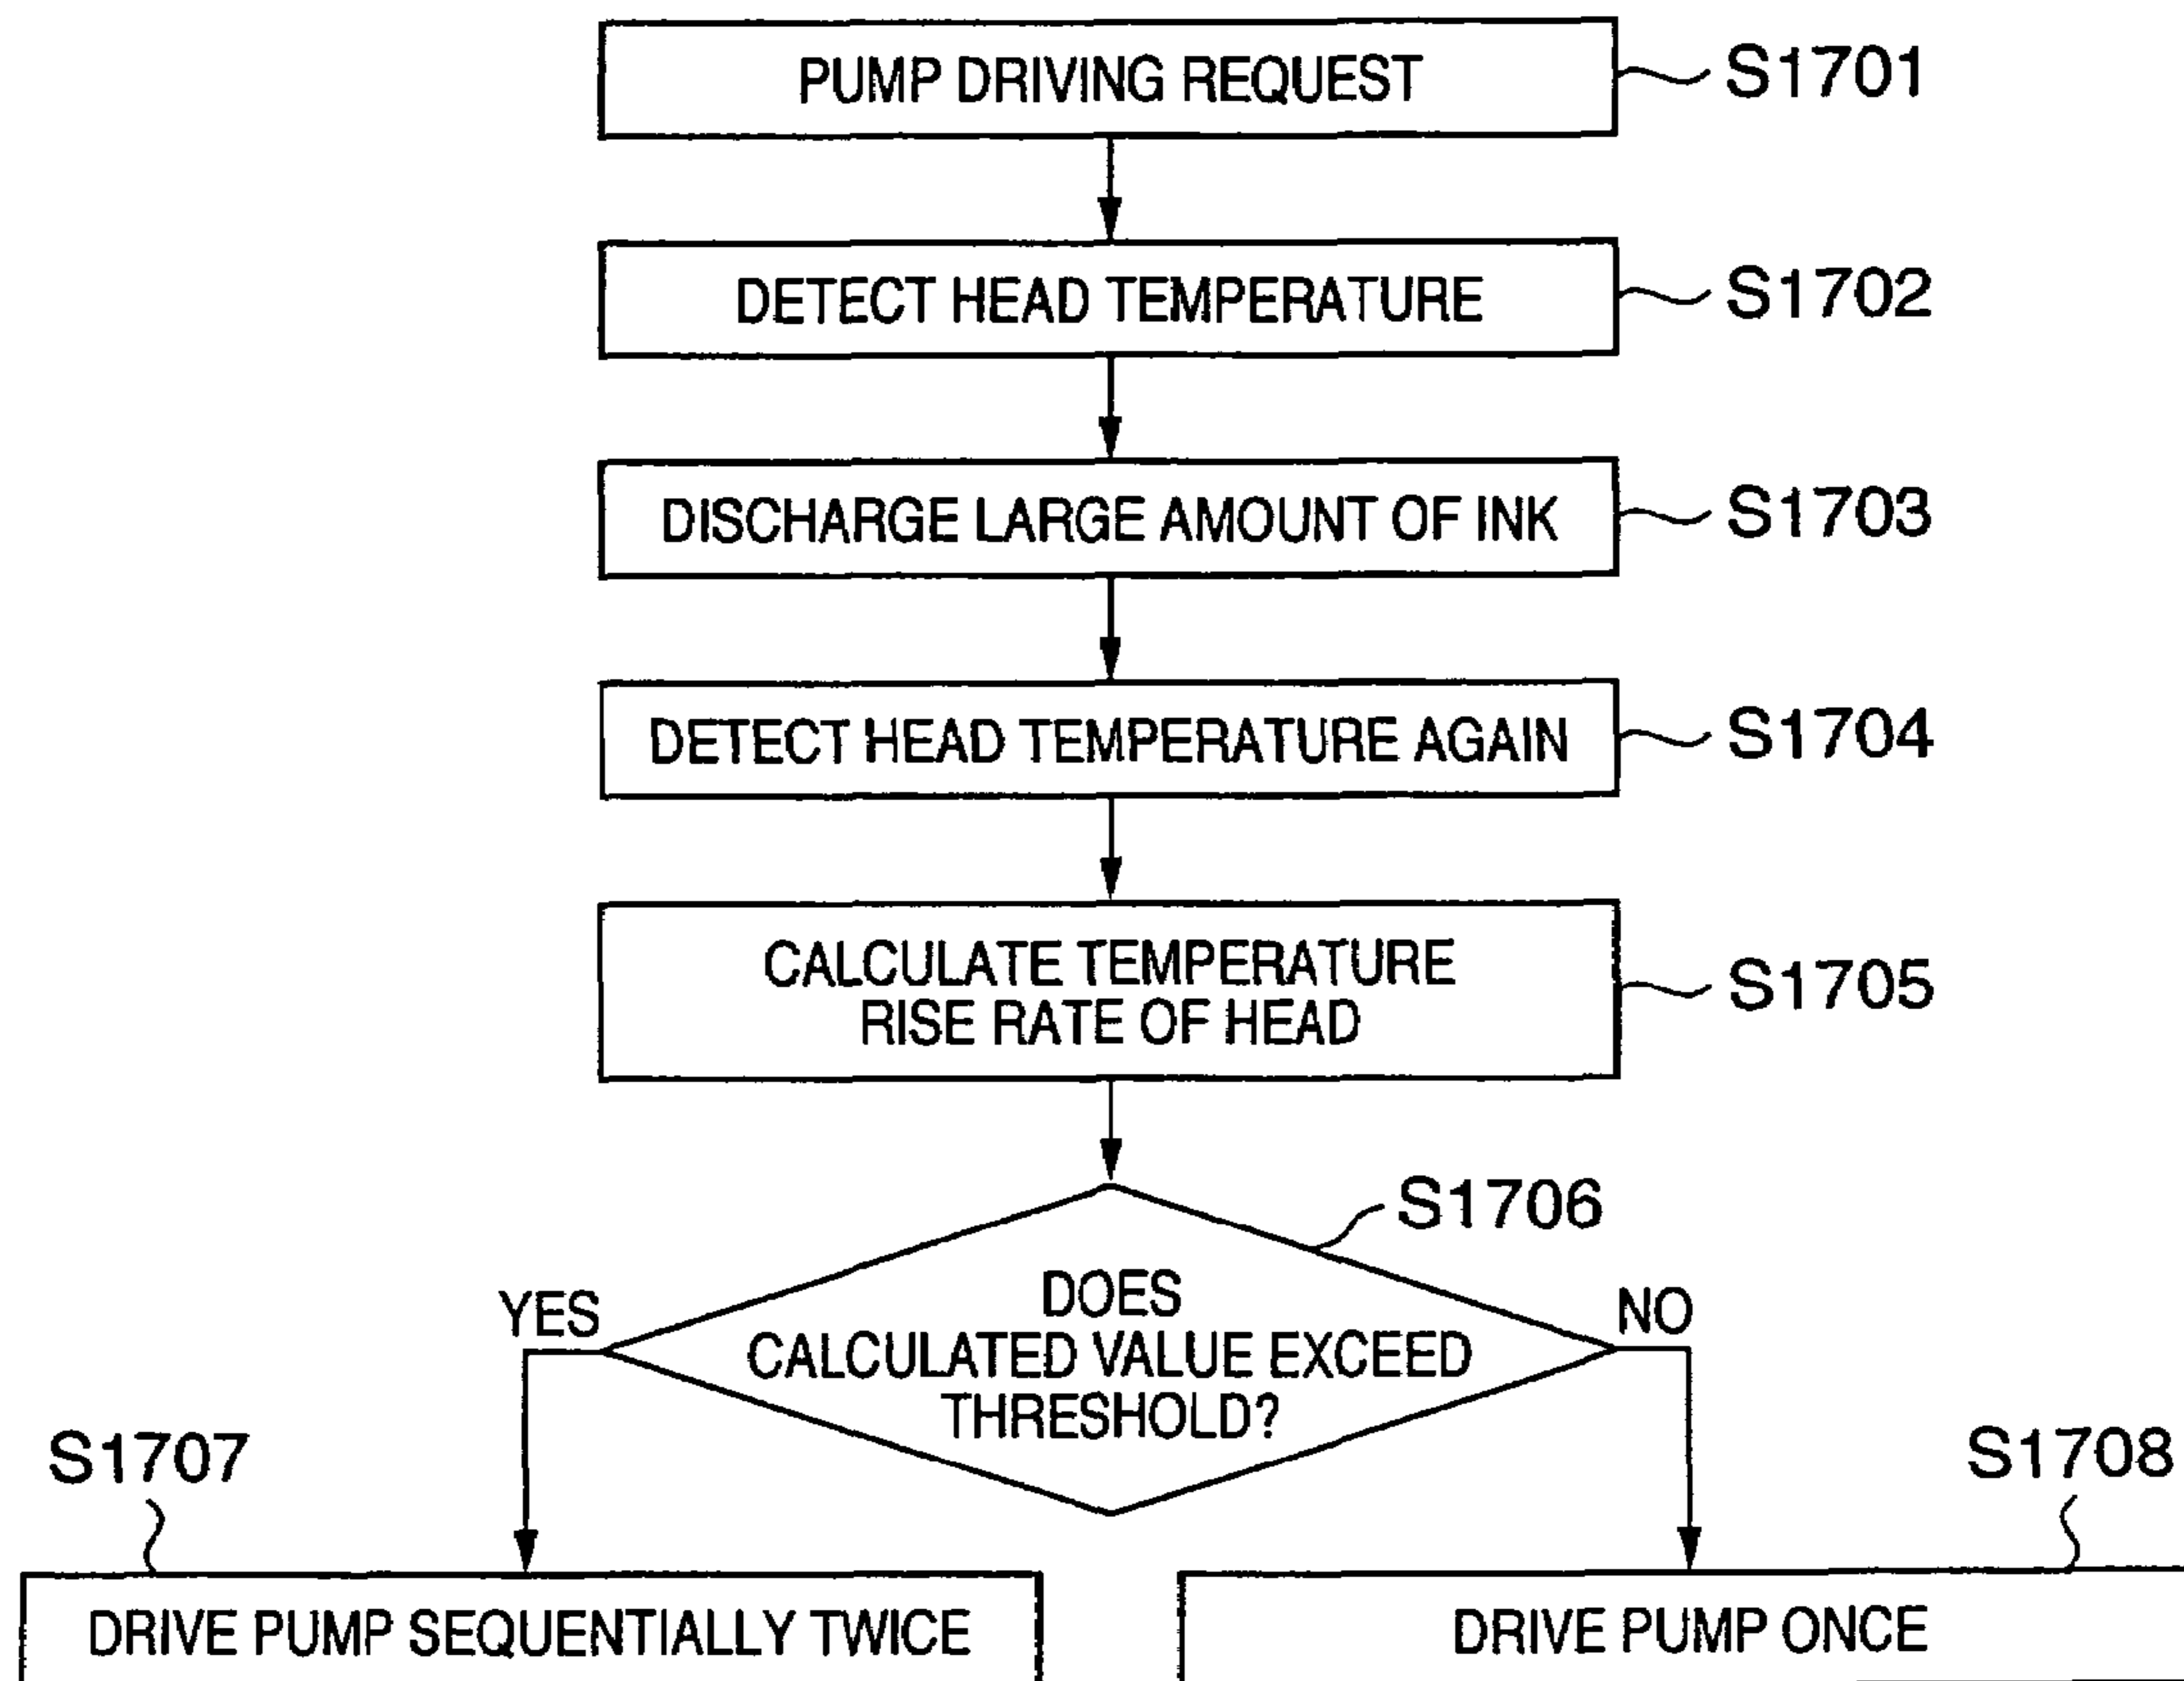 PUMP DRIVING REQUEST
S1701
DETECT HEAD TEMPERATURE
S1702
DISCHARGE LARGE AMOUNT OF INK
S1703
DETECT HEAD TEMPERATURE AGAIN
S1704
CALCULATE TEMPERATURE
RISE RATE OF HEAD
S1705
S1706
DOES
CALCULATED VALUE EXCEED
THRESHOLD?
YES
NO
S1707
DRIVE PUMP SEQUENTIALLY TWICE
S1708
DRIVE PUMP ONCE